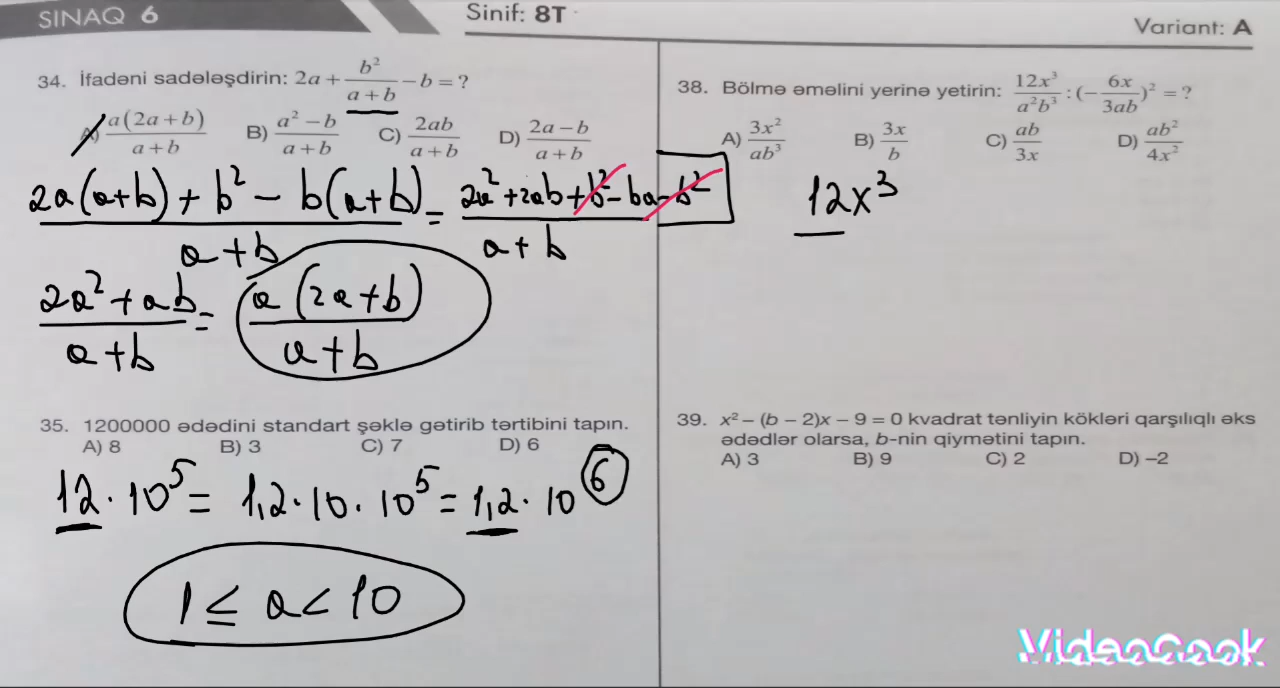 SINAQ 6
Sinif: 8T
Variant: A
34. İfadəni sadələşdirin: 2a + b²/(a+b) − b = ?
A) a(2a+b)/(a+b) B) (a²−b)/(a+b) C) 2ab/(a+b) D) (2a−b)/(a+b)
(2a(a+b) + b² − b(a+b))/(a+b) = (2a² + 2ab + b² − ba − b²)/(a+b)
(2a² + ab)/(a+b) = a(2a+b)/(a+b)
35. 1200000 ədədini standart şəklə gətirib tərtibini tapın.
A) 8 B) 3 C) 7 D) 6
12 · 10⁵ = 1,2 · 10 · 10⁵ = 1,2 · 10⁶
1 ≤ a < 10
38. Bölmə əməlini yerinə yetirin: 12x³/(a²b³) : (−6x/(3ab))² = ?
A) 3x²/(ab³) B) 3x/b C) ab/(3x) D) ab²/(4x²)
12x³
39. x² − (b − 2)x − 9 = 0 kvadrat tənliyin kökləri qarşılıqlı əks
ədədlər olarsa, b-nin qiymətini tapın.
A) 3 B) 9 C) 2 D) −2
VideoCook